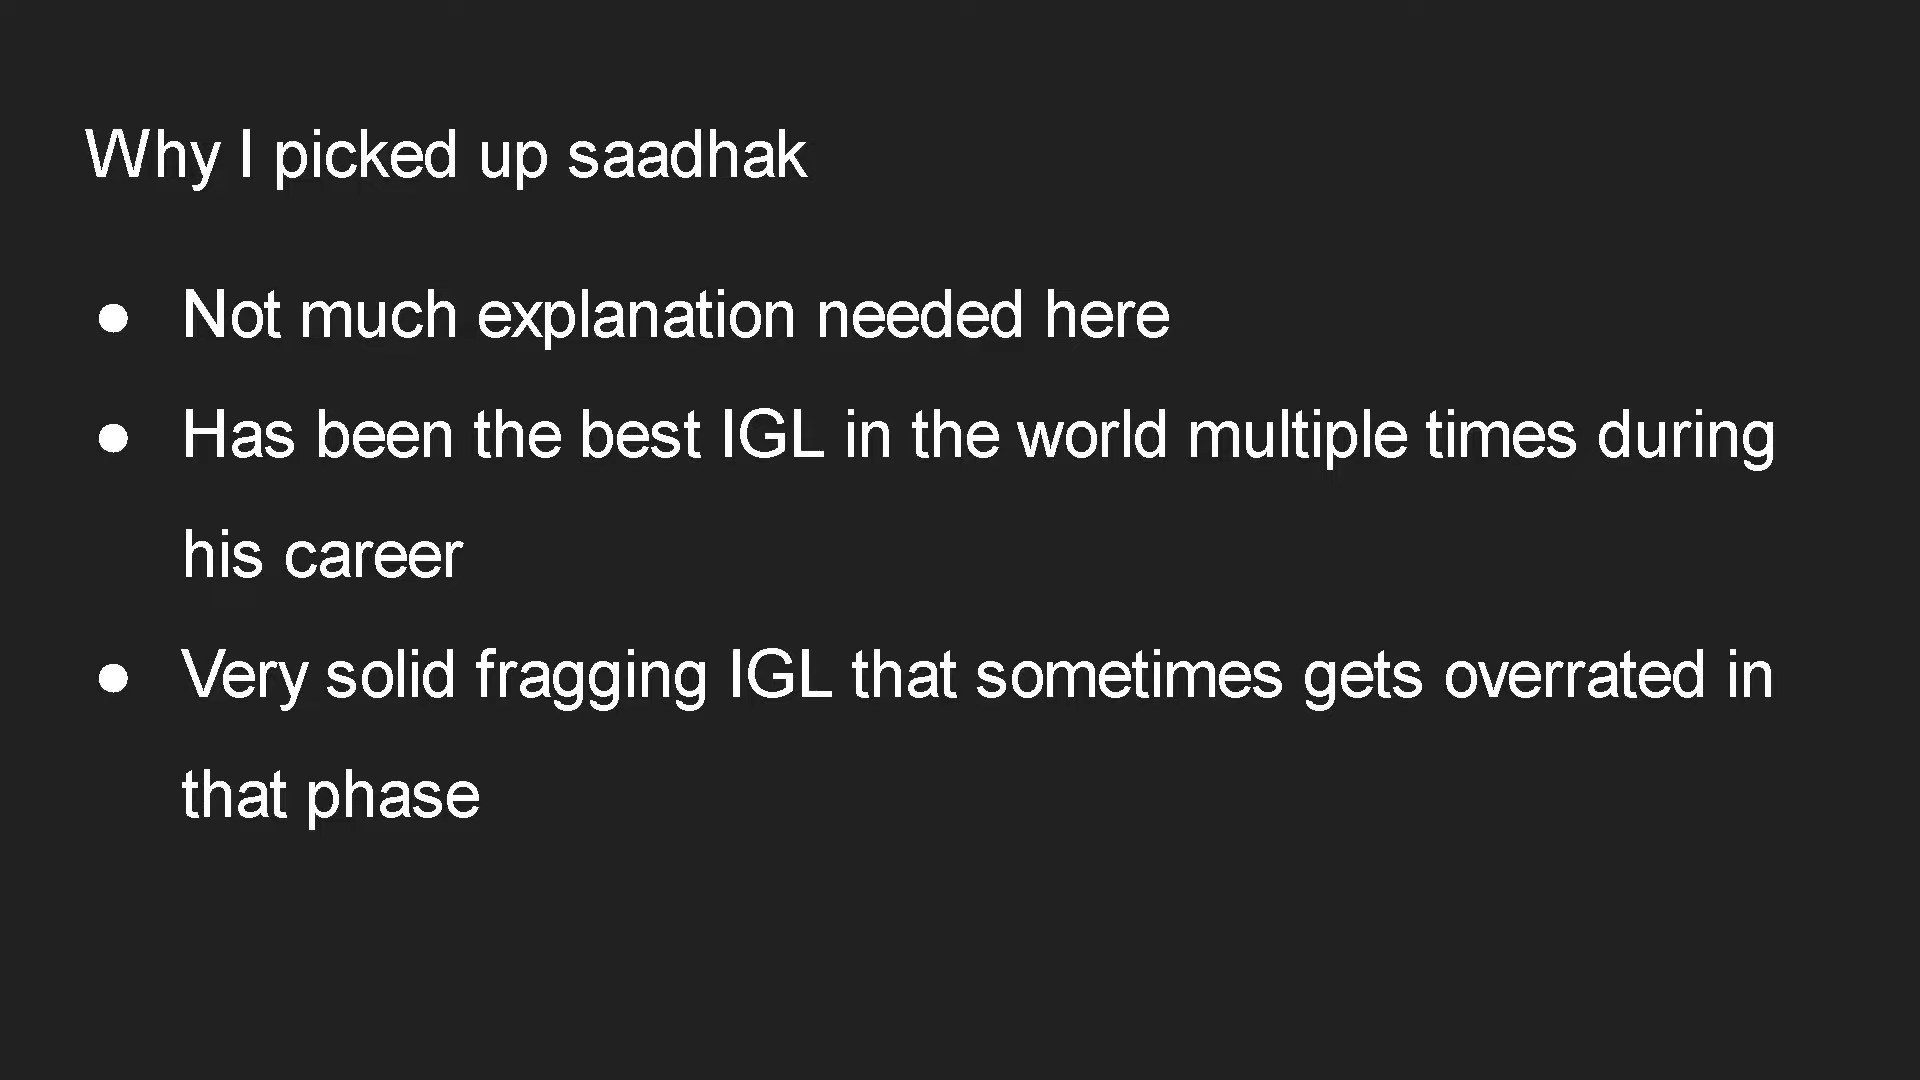 Why I picked up saadhak
● Not much explanation needed here
● Has been the best IGL in the world multiple times during
his career
● Very solid fragging IGL that sometimes gets overrated in
that phase